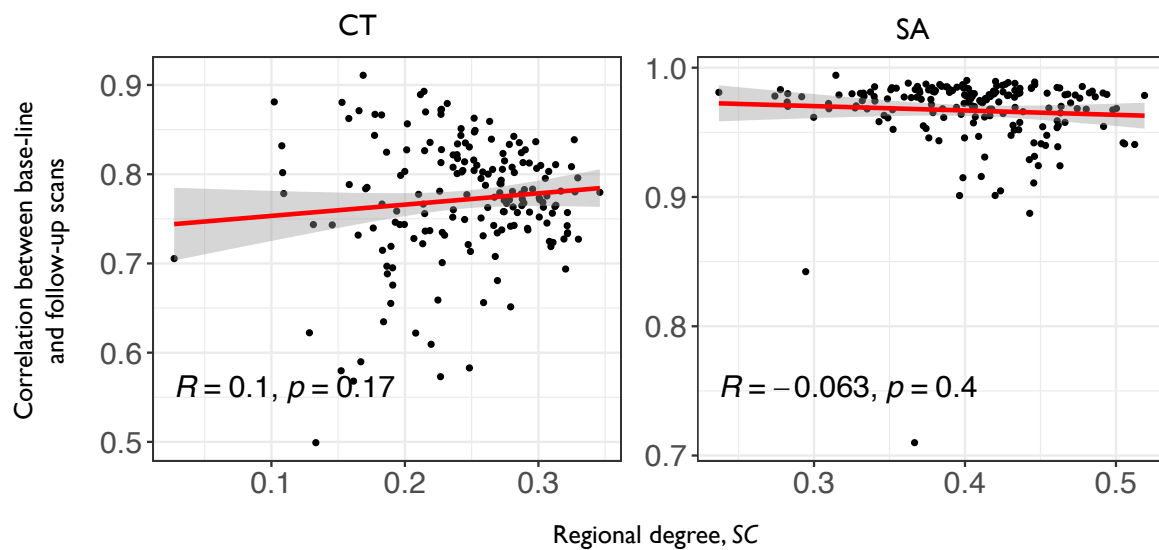 CT
SA
Correlation between base-line
and follow-up scans
0.9
0.8
0.7
0.6
0.5
R = 0.1, p = 0.17
0.1 0.2 0.3
1.0
0.9
0.8
0.7
R = −0.063, p = 0.4
0.3 0.4 0.5
Regional degree, SC